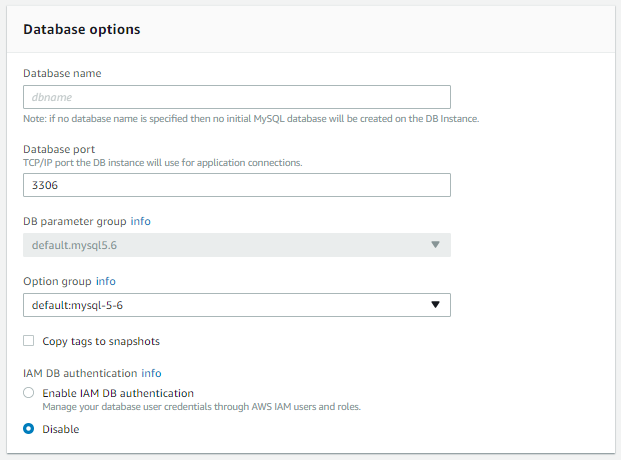 Database options
Database name
dbname
Note: if no database name is specified then no initial MySQL database will be created on the DB Instance.
Database port
TCP/IP port the DB instance will use for application connections.
3306
DB parameter group info
default.mysql5.6
Option group info
default:mysql-5-6
Copy tags to snapshots
IAM DB authentication info
Enable IAM DB authentication
Manage your database user credentials through AWS IAM users and roles.
Disable